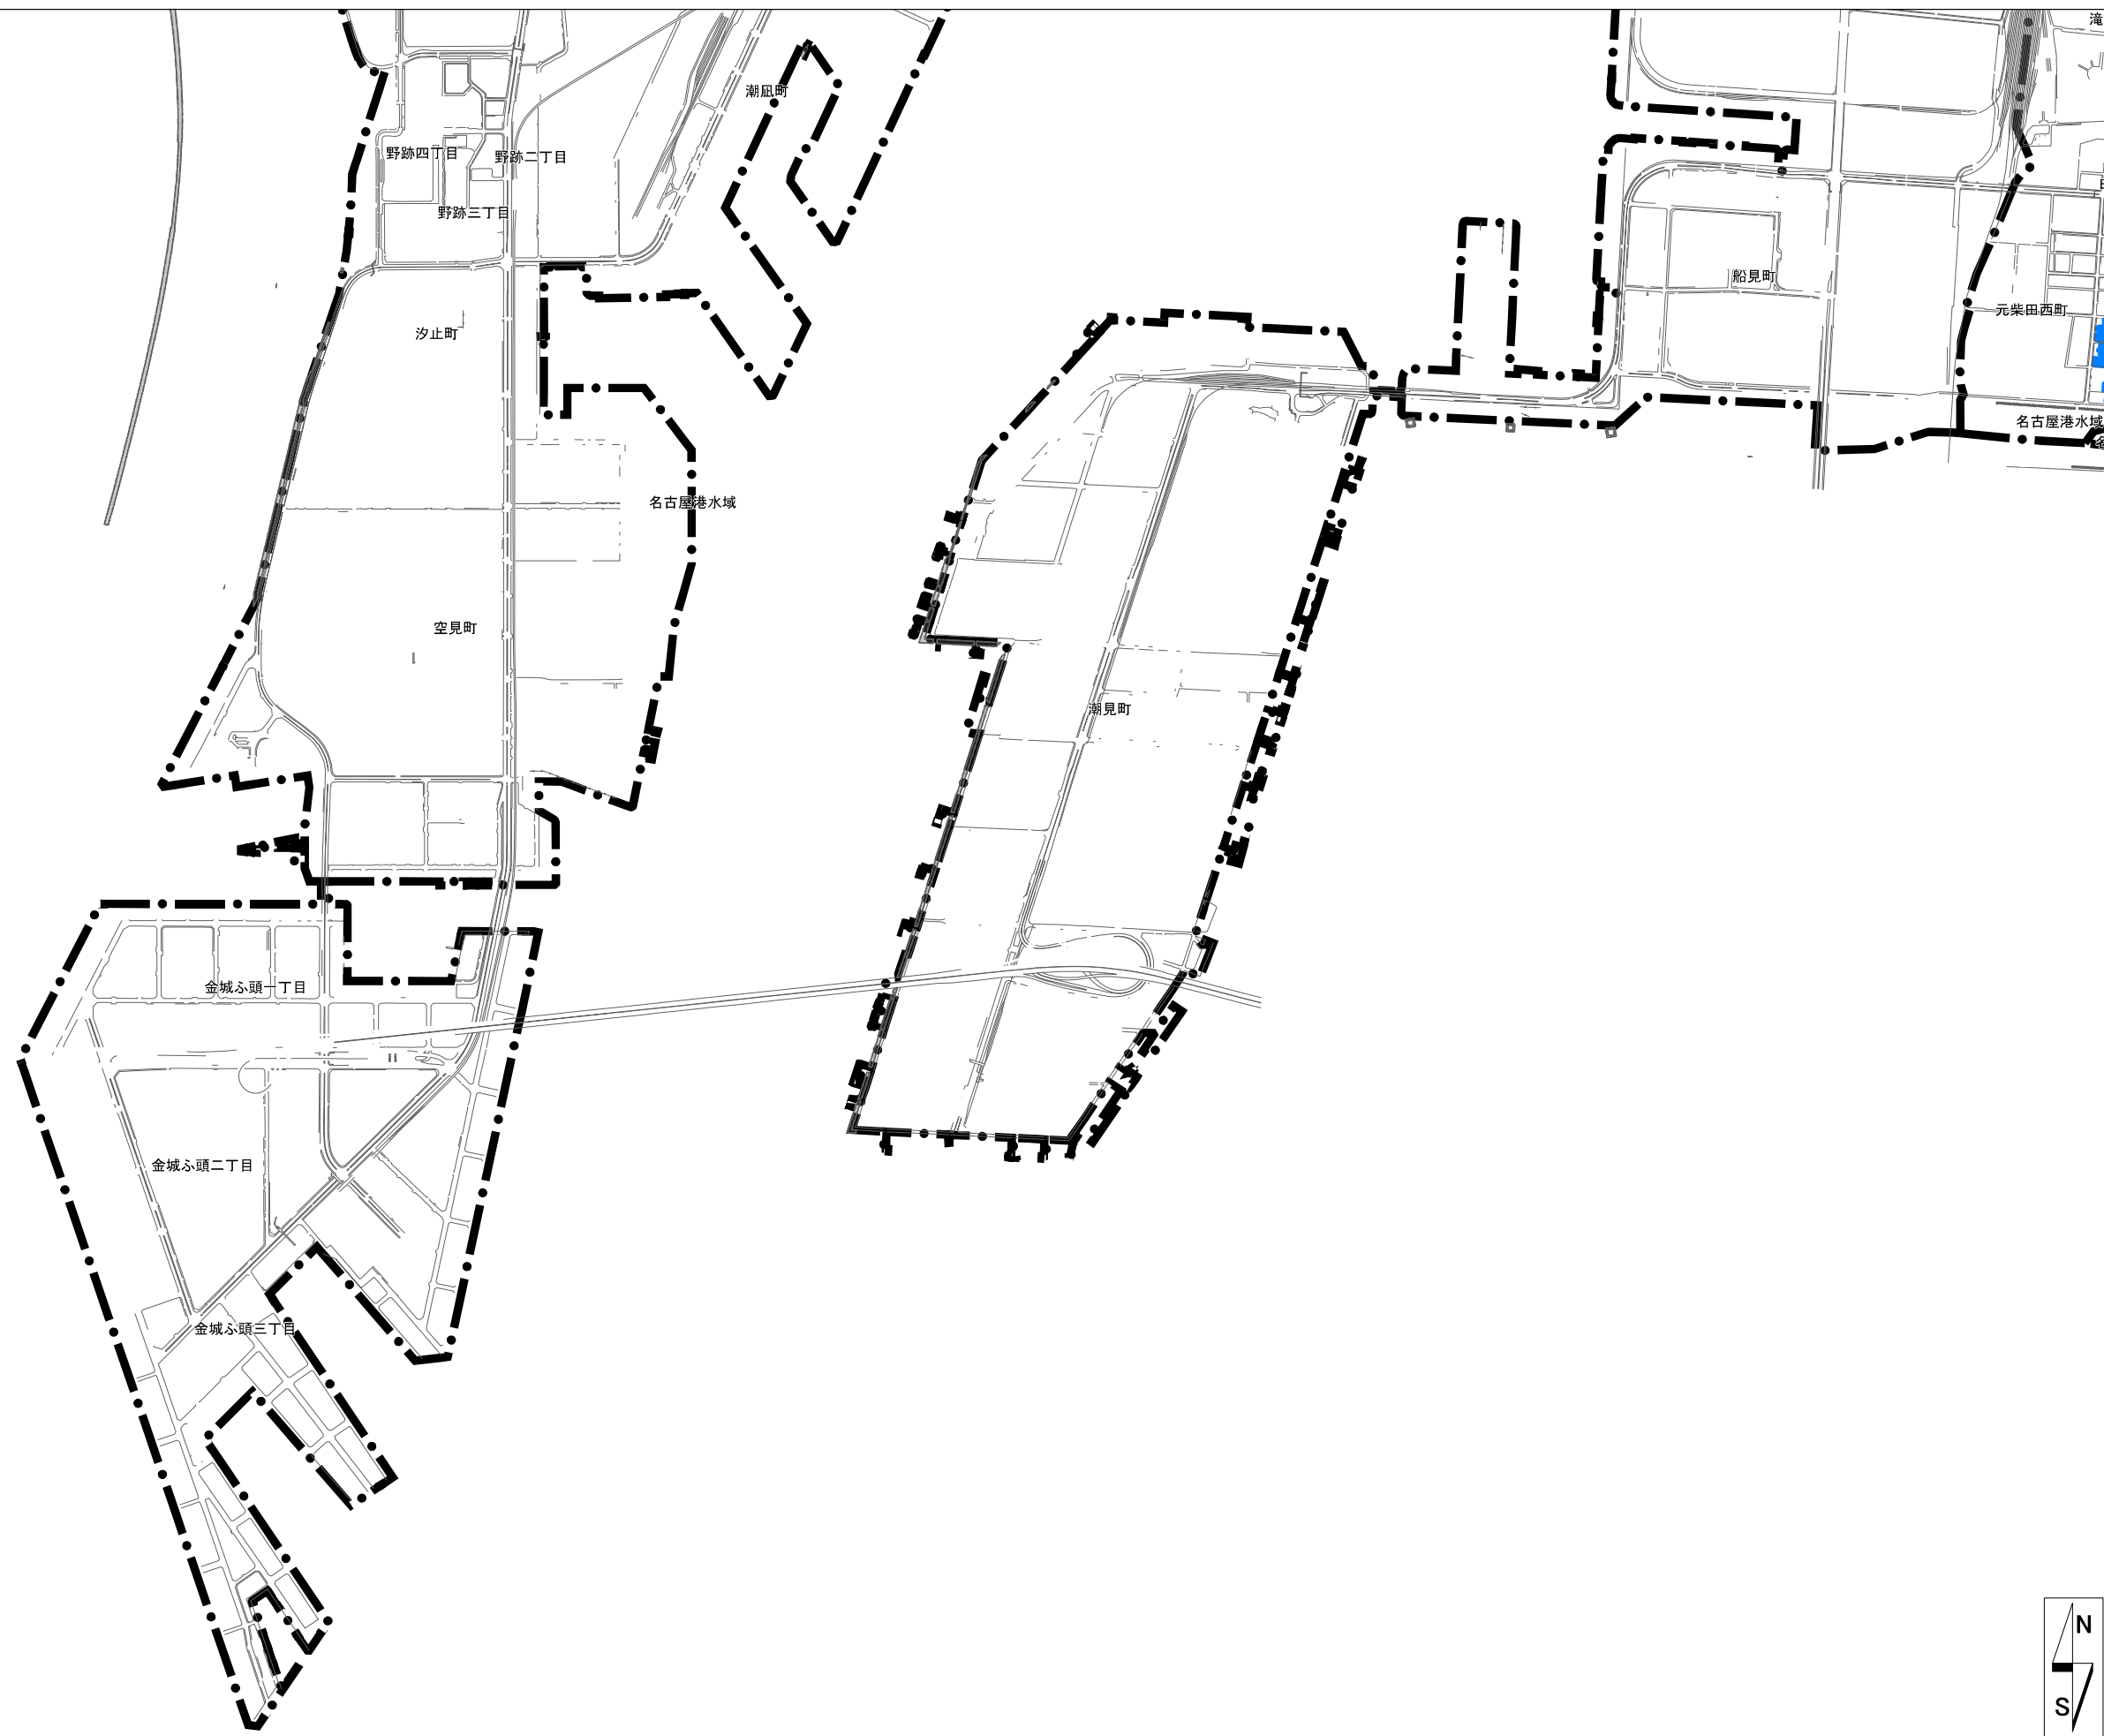 潮凪町
野跡四丁目
野跡二丁目
野跡三丁目
船見町
元柴田西町
汐止町
名古屋港水域
名古屋港水域
空見町
潮見町
金城ふ頭一丁目
金城ふ頭二丁目
金城ふ頭三丁目
N
S